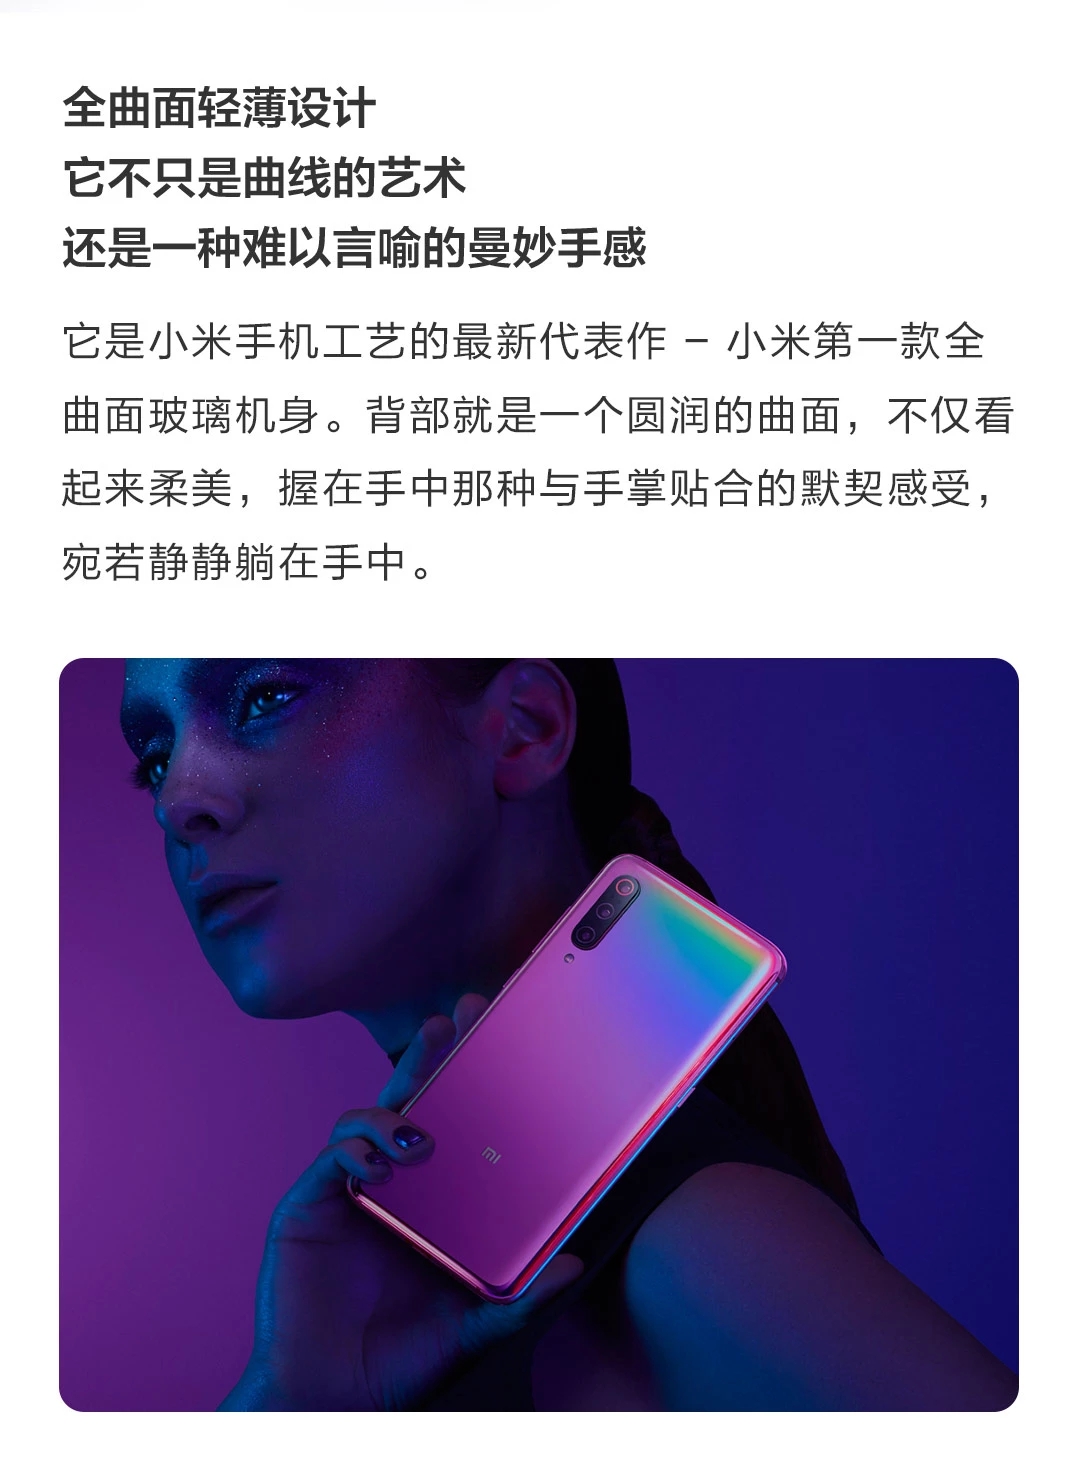 全曲面轻薄设计
它不只是曲线的艺术
还是一种难以言喻的曼妙手感
它是小米手机工艺的最新代表作 – 小米第一款全
曲面玻璃机身。背部就是一个圆润的曲面，不仅看
起来柔美，握在手中那种与手掌贴合的默契感受，
宛若静静躺在手中。
MI